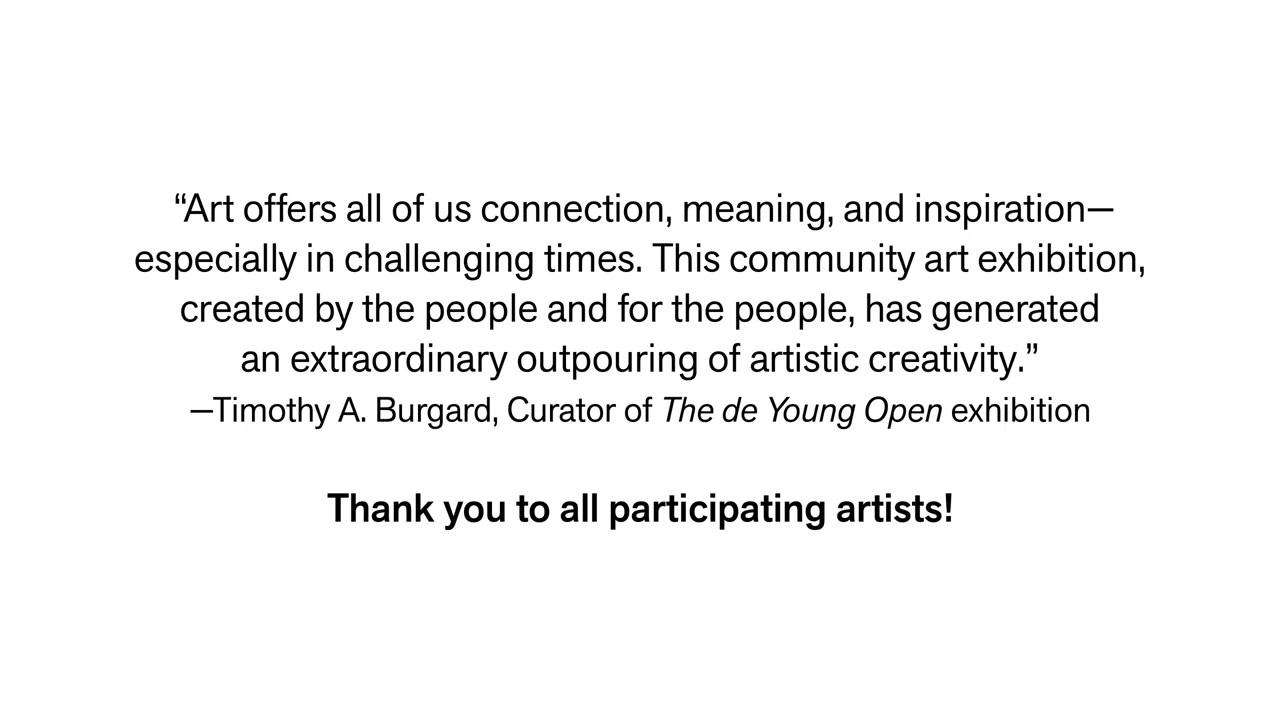 “Art offers all of us connection, meaning, and inspiration—
especially in challenging times. This community art exhibition,
created by the people and for the people, has generated
an extraordinary outpouring of artistic creativity.”
—Timothy A. Burgard, Curator of The de Young Open exhibition
Thank you to all participating artists!